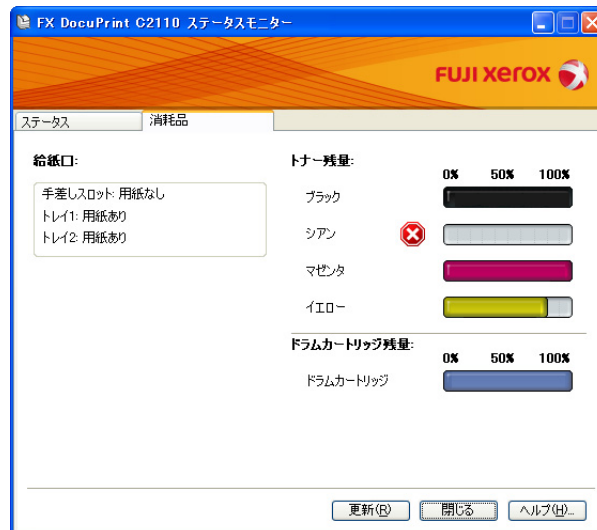 FX DocuPrint C2110 ステータスモニター
FUJI XEROX
ステータス
消耗品
給紙口:
手差しスロット: 用紙なし
トレイ1: 用紙あり
トレイ2: 用紙あり
トナー残量:
0% 50% 100%
ブラック
シアン
マゼンタ
イエロー
ドラムカートリッジ残量:
0% 50% 100%
ドラムカートリッジ
更新(R)
閉じる
ヘルプ(H)...